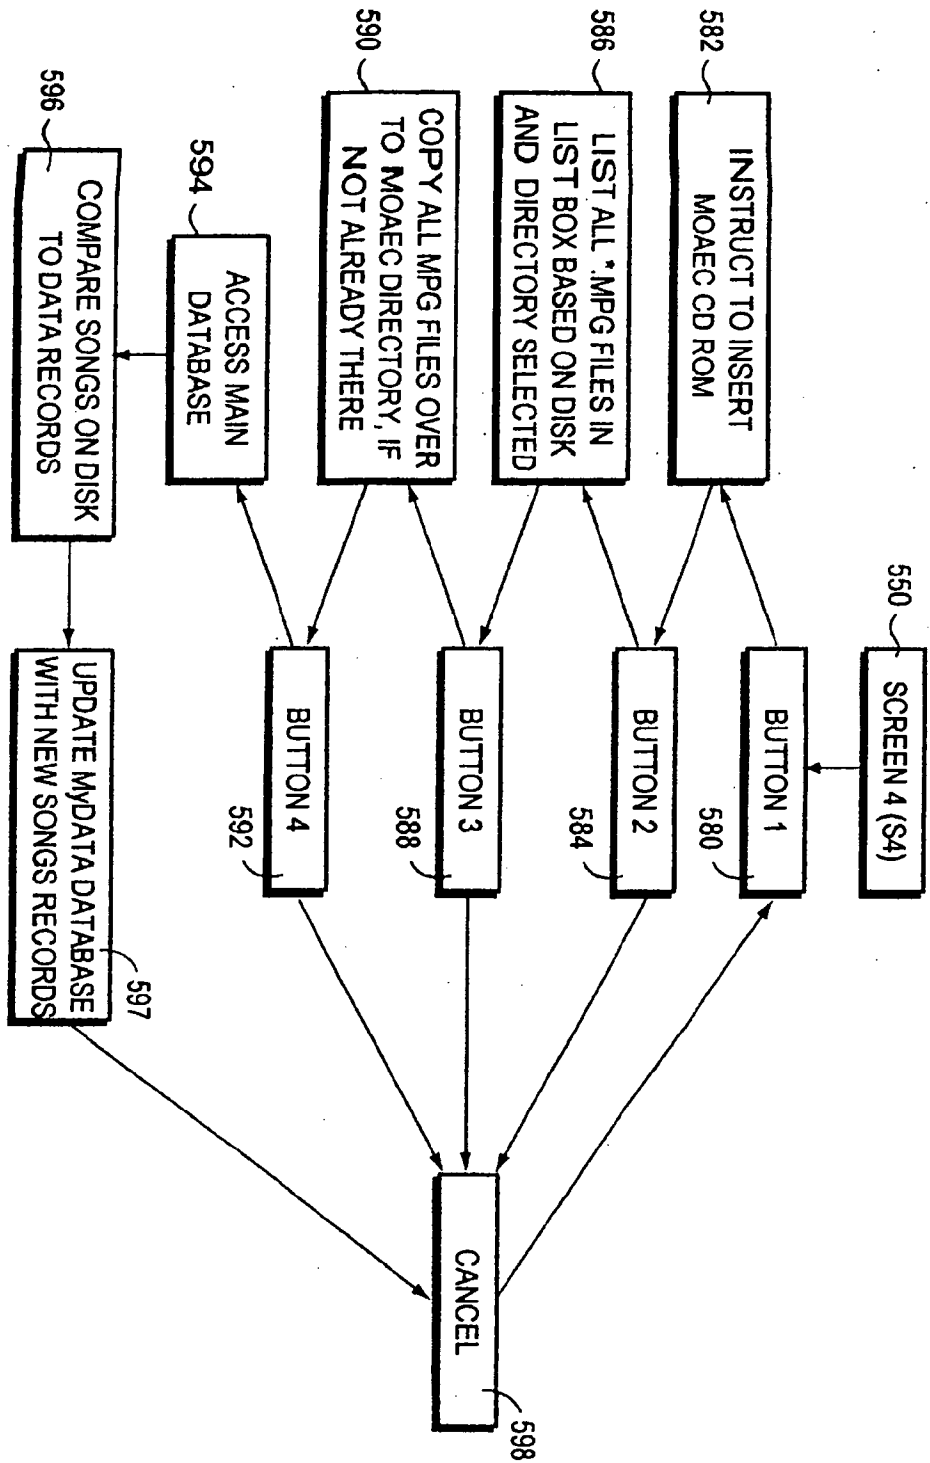 550
SCREEN 4 (S4)
582
INSTRUCT TO INSERT
MOAEC CD ROM
BUTTON 1
580
586
LIST ALL *.MPG FILES IN
LIST BOX BASED ON DISK
AND DIRECTORY SELECTED
BUTTON 2
584
590
COPY ALL MPG FILES OVER
TO MOAEC DIRECTORY, IF
NOT ALREADY THERE
BUTTON 3
588
CANCEL
598
594
ACCESS MAIN
DATABASE
BUTTON 4
592
596
COMPARE SONGS ON DISK
TO DATA RECORDS
597
UPDATE MyDATA DATABASE
WITH NEW SONGS RECORDS